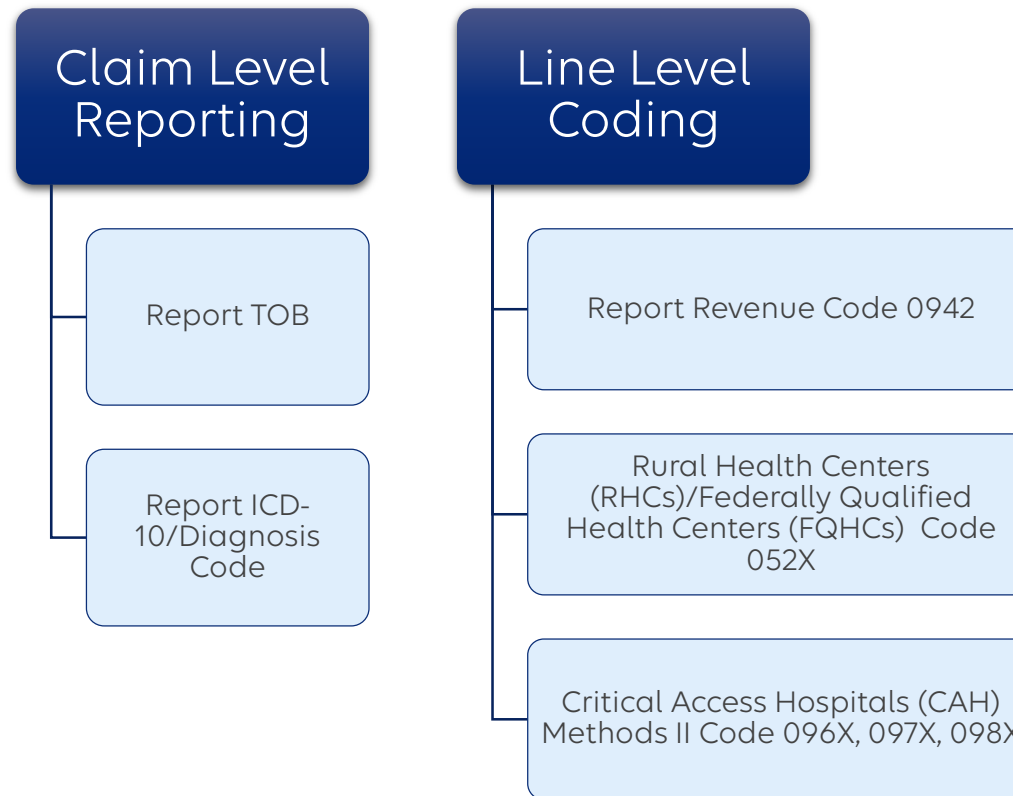 Claim Level
Reporting
Report TOB
Report ICD-
10/Diagnosis
Code
Line Level
Coding
Report Revenue Code 0942
Rural Health Centers
(RHCs)/Federally Qualified
Health Centers (FQHCs) Code
052X
Critical Access Hospitals (CAH)
Methods II Code 096X, 097X, 098X